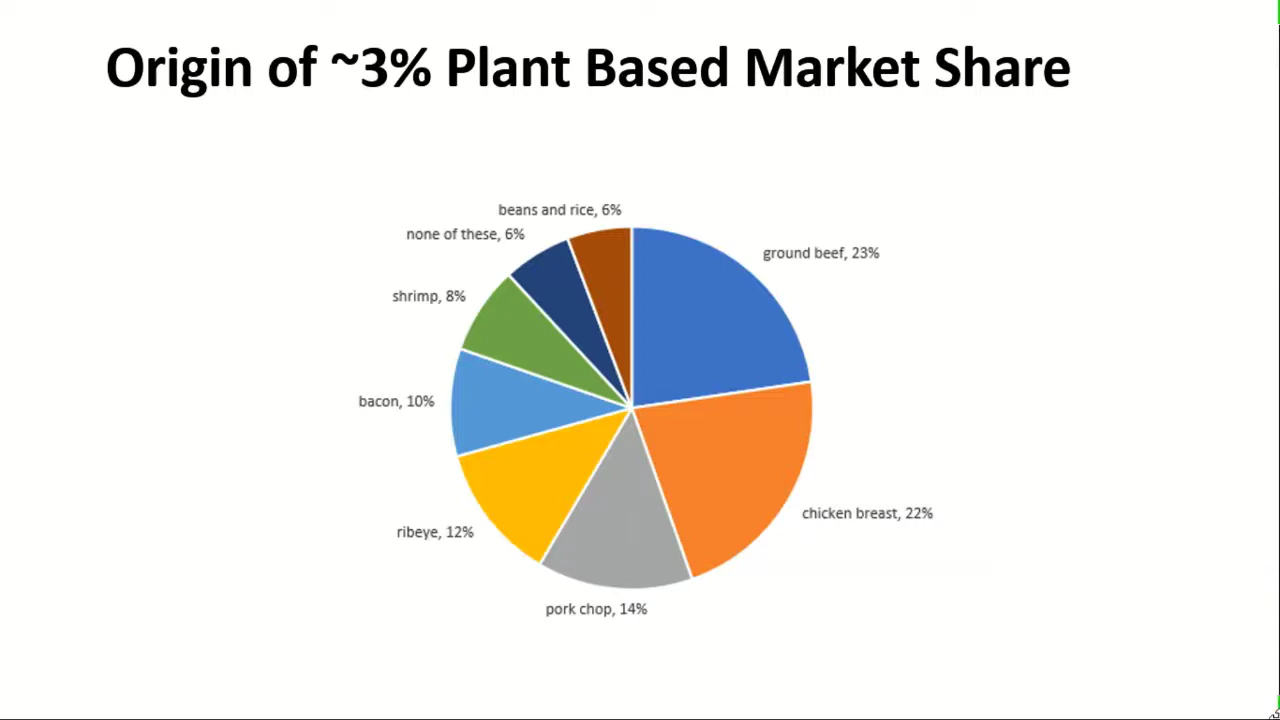 Origin of ~3% Plant Based Market Share
beans and rice, 6%
none of these, 6%
ground beef, 23%
shrimp, 8%
bacon, 10%
chicken breast, 22%
ribeye, 12%
pork chop, 14%